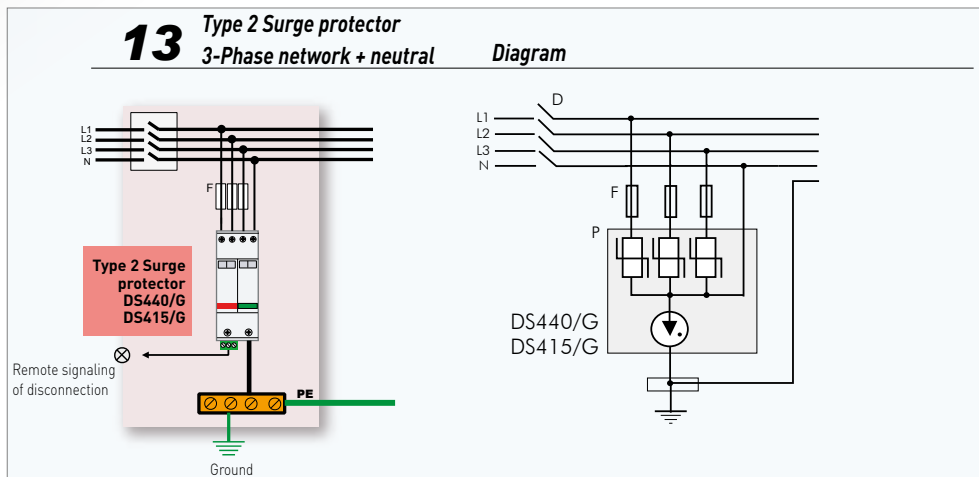 13
Type 2 Surge protector
3-Phase network + neutral
Diagram
L1
L2
L3
N
F
Type 2 Surge
protector
DS440/G
DS415/G
Remote signaling
of disconnection
PE
Ground
D
L1
L2
L3
N
F
P
DS440/G
DS415/G